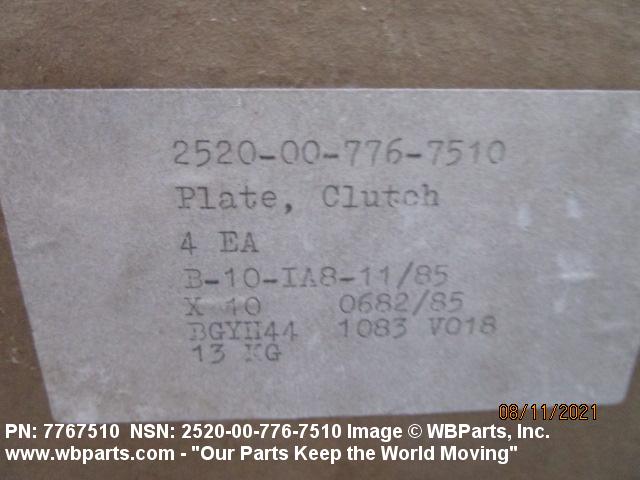 2520-00-776-7510
Plate, Clutch
4 EA
B-10-IA8-11/85
X 10 0682/85
BGYH44 1083 V018
13 KG
08/11/2021
PN: 7767510 NSN: 2520-00-776-7510 Image © WBParts, Inc.
www.wbparts.com - "Our Parts Keep the World Moving"